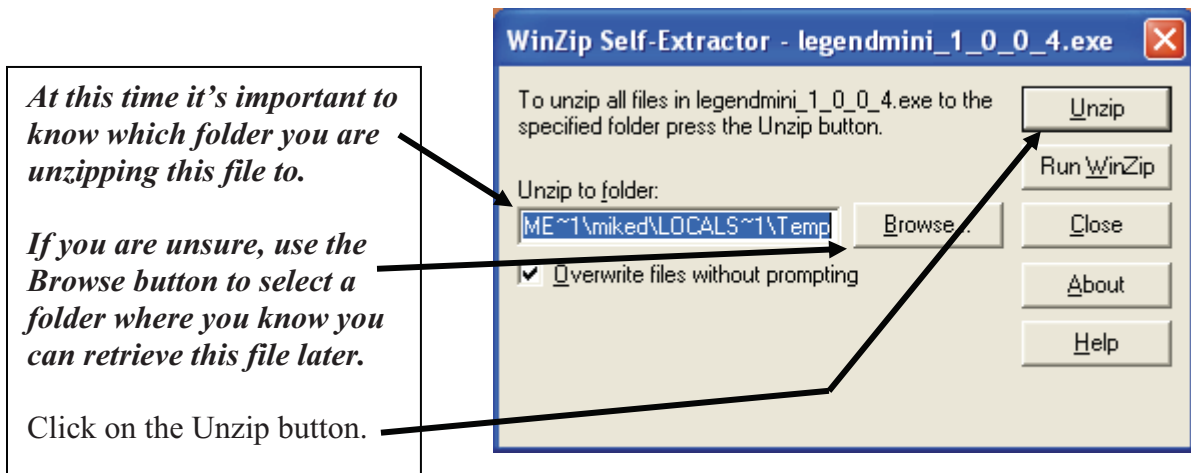 At this time it’s important to
know which folder you are
unzipping this file to.
If you are unsure, use the
Browse button to select a
folder where you know you
can retrieve this file later.
Click on the Unzip button.
WinZip Self-Extractor - legendmini_1_0_0_4.exe
To unzip all files in legendmini_1_0_0_4.exe to the
specified folder press the Unzip button.
Unzip to folder:
ME~1\miked\LOCALS~1\Temp
Browse...
Overwrite files without prompting
Unzip
Run WinZip
Close
About
Help